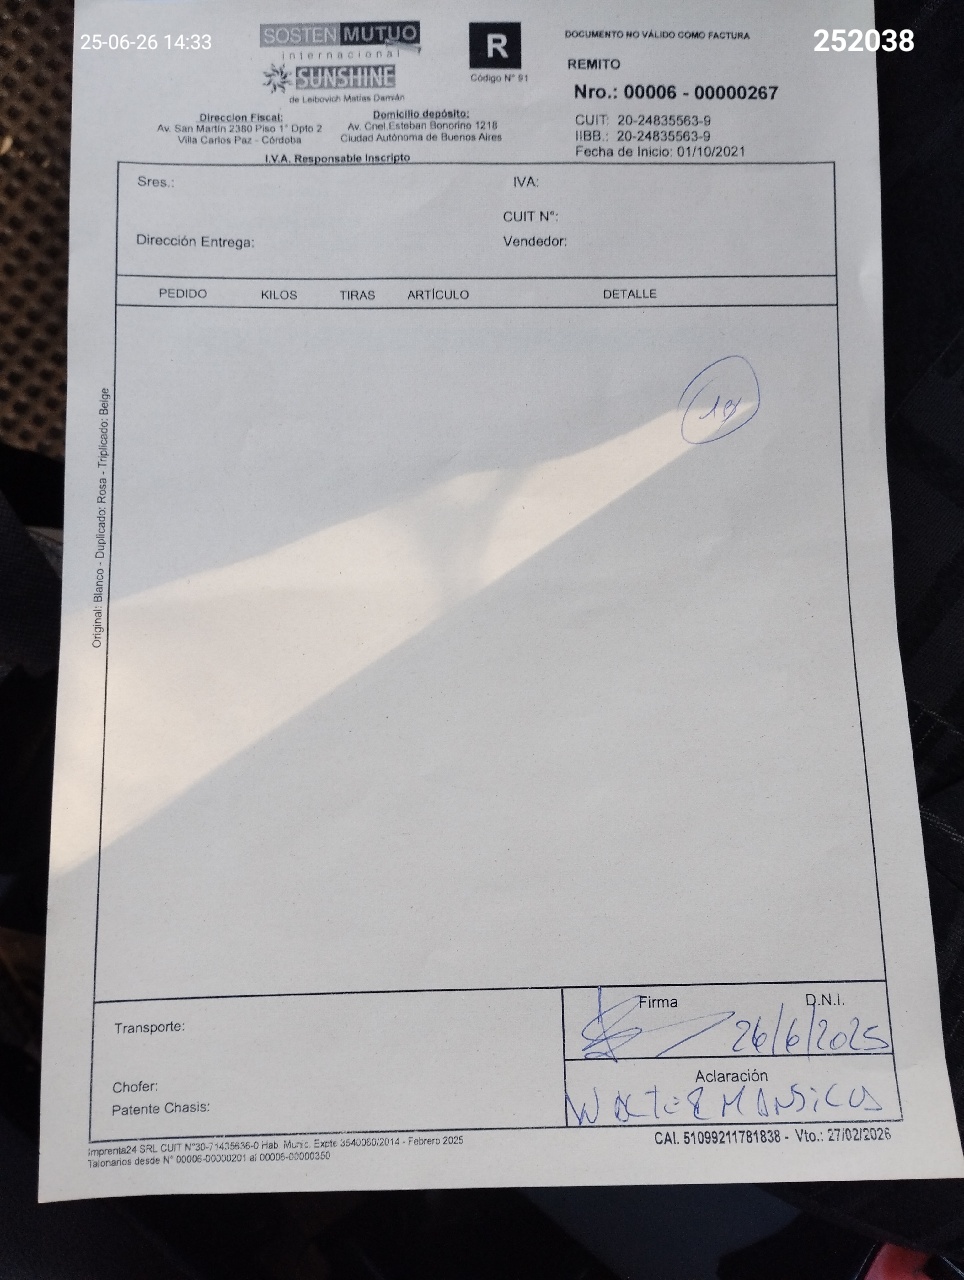 25-06-26 14:33
252038
SOSTEN MUTUO
internacional
SUNSHINE
de Leibovich Matías Damián
Direccion Fiscal:
Av. San Martín 2380 Piso 1° Dpto 2
Villa Carlos Paz - Córdoba
Domicilio depósito:
Av. Cnel.Esteban Bonorino 1218
Ciudad Autónoma de Buenos Aires
I.V.A. Responsable Inscripto
R
Código N° 91
DOCUMENTO NO VÁLIDO COMO FACTURA
REMITO
Nro.: 00006 - 00000267
CUIT: 20-24835563-9
IIBB.: 20-24835563-9
Fecha de Inicio: 01/10/2021
Sres.:
IVA:
CUIT N°:
Dirección Entrega:
Vendedor:
PEDIDO KILOS TIRAS ARTÍCULO DETALLE
18
Original: Blanco - Duplicado: Rosa - Triplicado: Beige
Transporte:
Chofer:
Patente Chasis:
Firma D.N.I.
26/6/2025
Aclaración
WALTER MANSICUS
Imprenta24 SRL CUIT N°30-71435636-0 Hab. Munic. Expte 3540060/2014 - Febrero 2025
Talonarios desde N° 00006-00000201 al 00006-00000350
CAI. 51099211781838 - Vto.: 27/02/2026